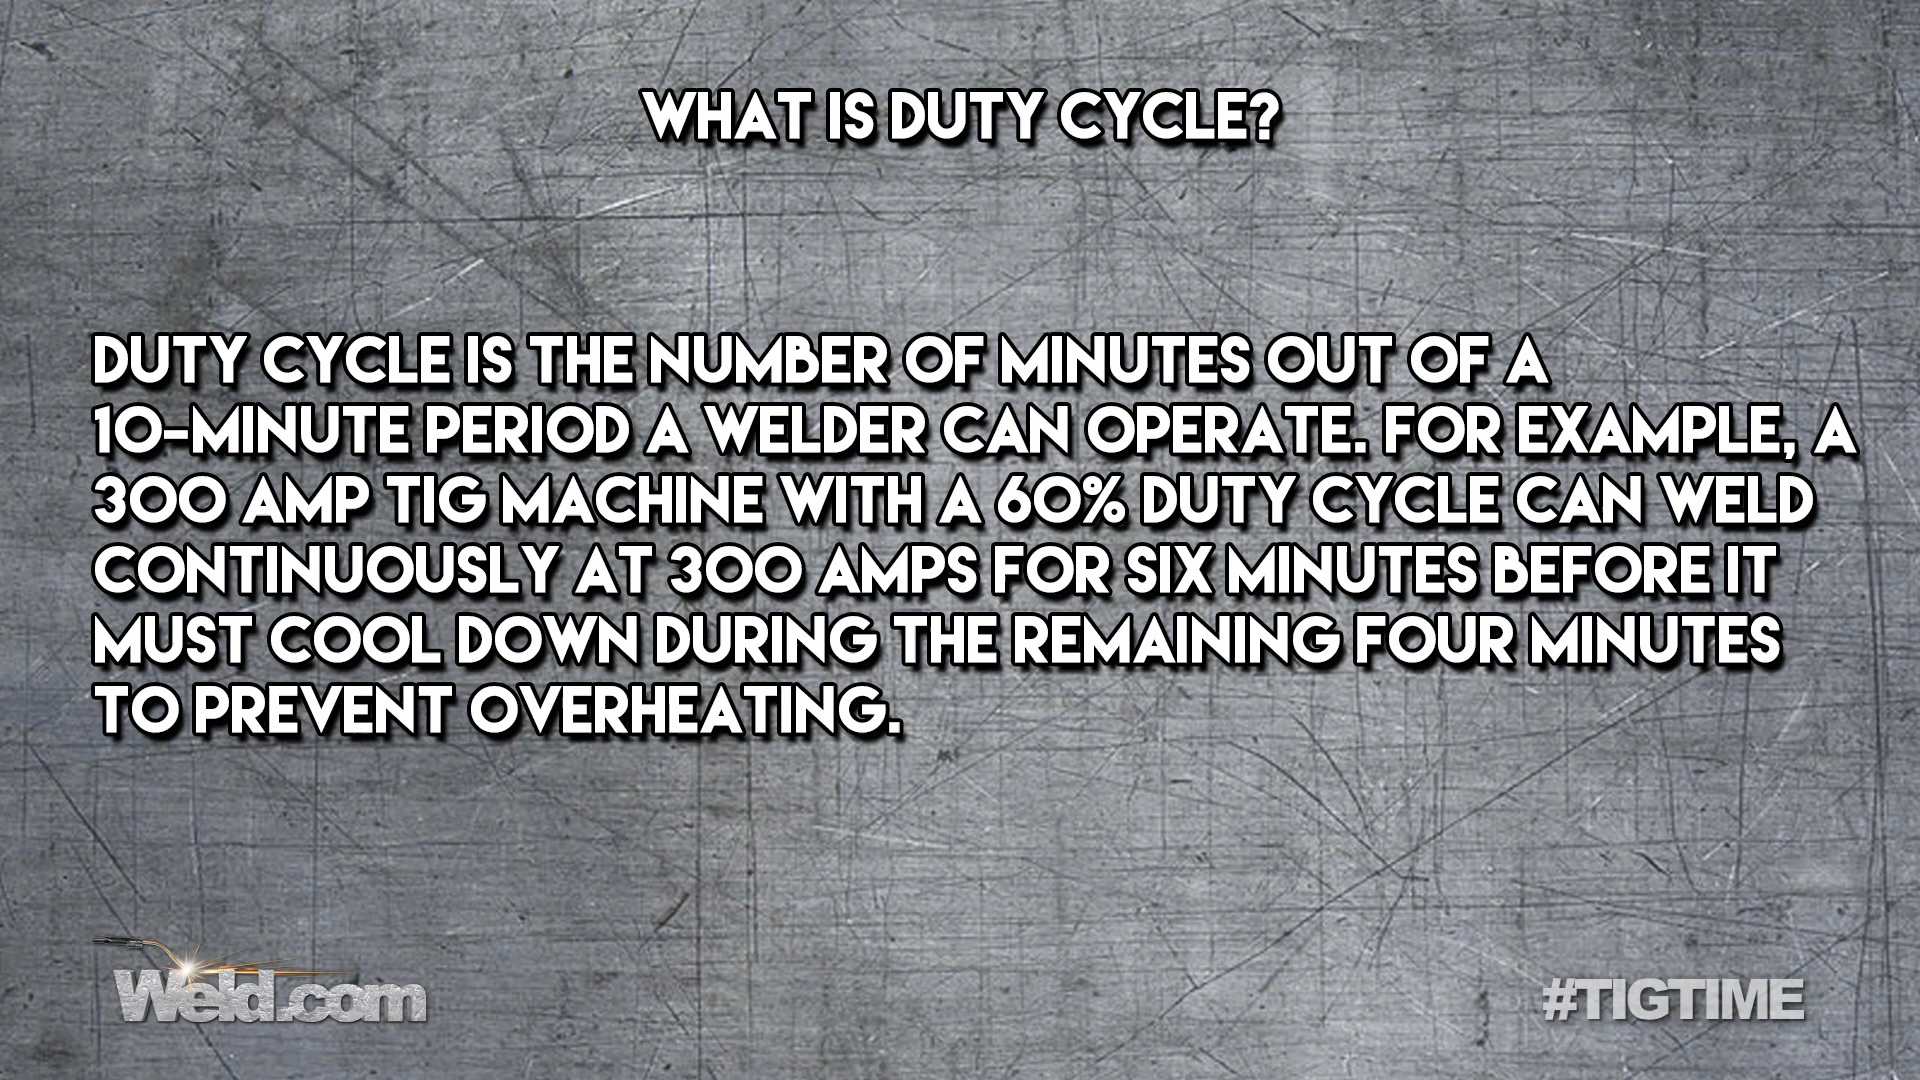 WHAT IS DUTY CYCLE?
DUTY CYCLE IS THE NUMBER OF MINUTES OUT OF A
10-MINUTE PERIOD A WELDER CAN OPERATE. FOR EXAMPLE, A
300 AMP TIG MACHINE WITH A 60% DUTY CYCLE CAN WELD
CONTINUOUSLY AT 300 AMPS FOR SIX MINUTES BEFORE IT
MUST COOL DOWN DURING THE REMAINING FOUR MINUTES
TO PREVENT OVERHEATING.
Weld.com
#TIGTIME